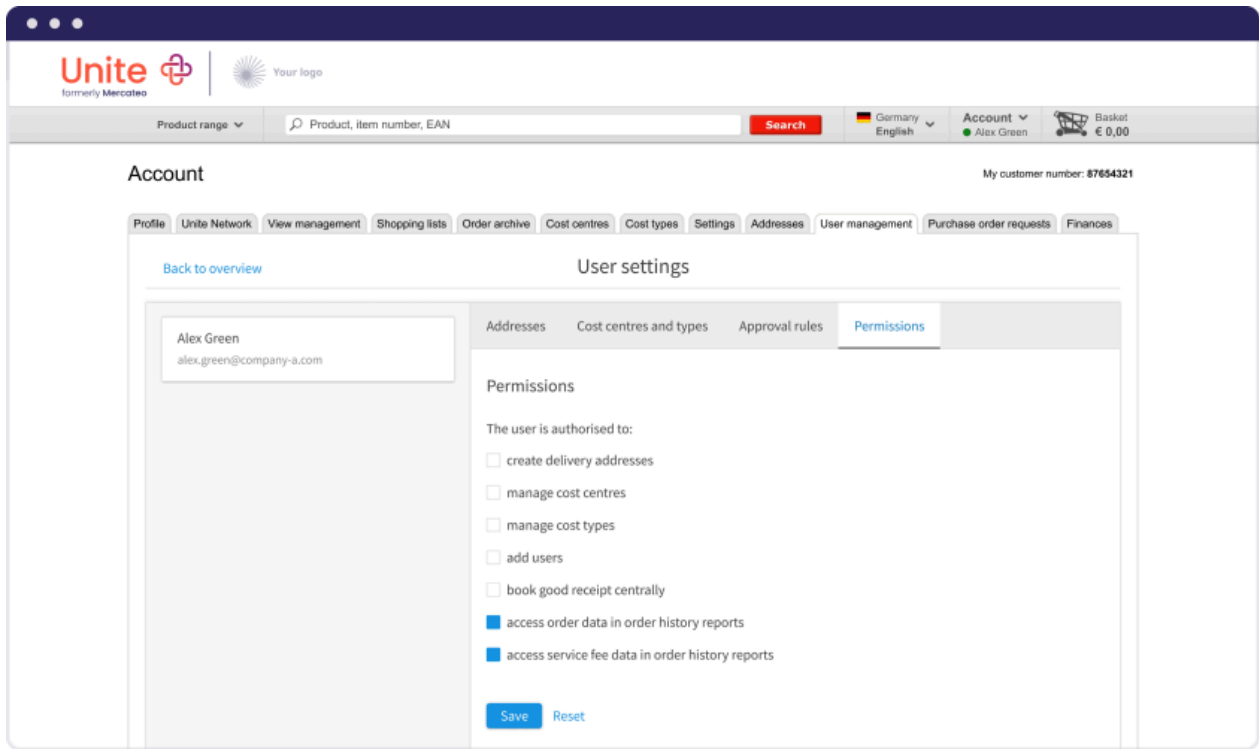 Unite
formerly Mercateo
Your logo
Product range
Product, item number, EAN
Search
Germany
English
Account
Alex Green
Basket
€ 0,00
Account
My customer number: 87654321
Profile Unite Network View management Shopping lists Order archive Cost centres Cost types Settings Addresses User management Purchase order requests Finances
Back to overview
User settings
Alex Green
alex.green@company-a.com
Addresses Cost centres and types Approval rules Permissions
Permissions
The user is authorised to:
create delivery addresses
manage cost centres
manage cost types
add users
book good receipt centrally
access order data in order history reports
access service fee data in order history reports
Save Reset